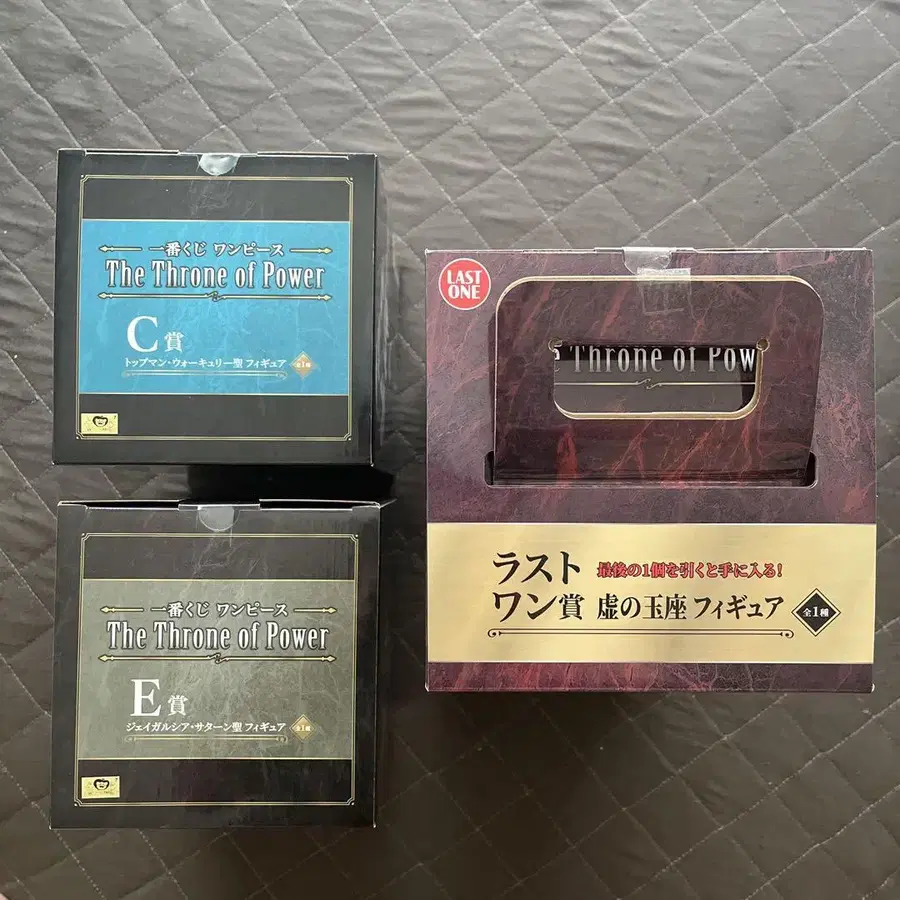 一番くじ ワンピース
The Throne of Power
C賞
トップマン・ウォーキュリー聖 フィギュア 全1種
一番くじ ワンピース
The Throne of Power
E賞
ジェイガルシア・サターン聖 フィギュア 全1種
LAST
ONE
Throne of Pow
ラスト
ワン賞
最後の1個を引くと手に入る!
虚の玉座 フィギュア 全1種